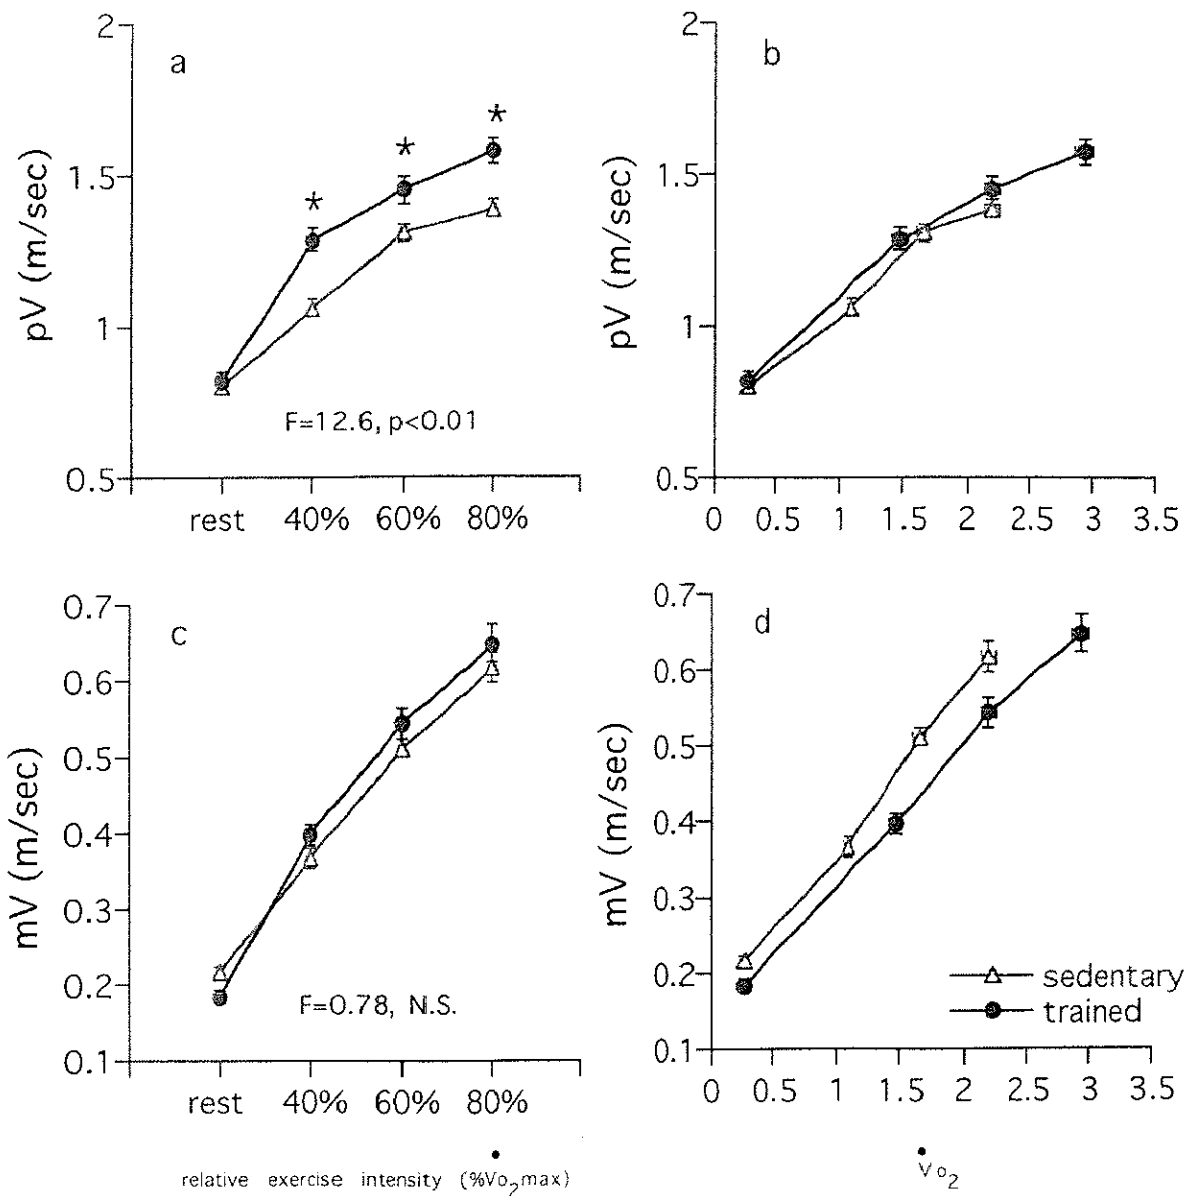 a
2
1.5
1
0.5
pV (m/sec)
* * *
F=12.6, p<0.01
rest 40% 60% 80%
b
2
1.5
1
0.5
pV (m/sec)
0 0.5 1 1.5 2 2.5 3 3.5
c
0.7
0.6
0.5
0.4
0.3
0.2
0.1
mV (m/sec)
F=0.78, N.S.
rest 40% 60% 80%
relative exercise intensity (%V̇o₂max)
d
0.7
0.6
0.5
0.4
0.3
0.2
0.1
mV (m/sec)
sedentary
trained
0 0.5 1 1.5 2 2.5 3 3.5
V̇o₂